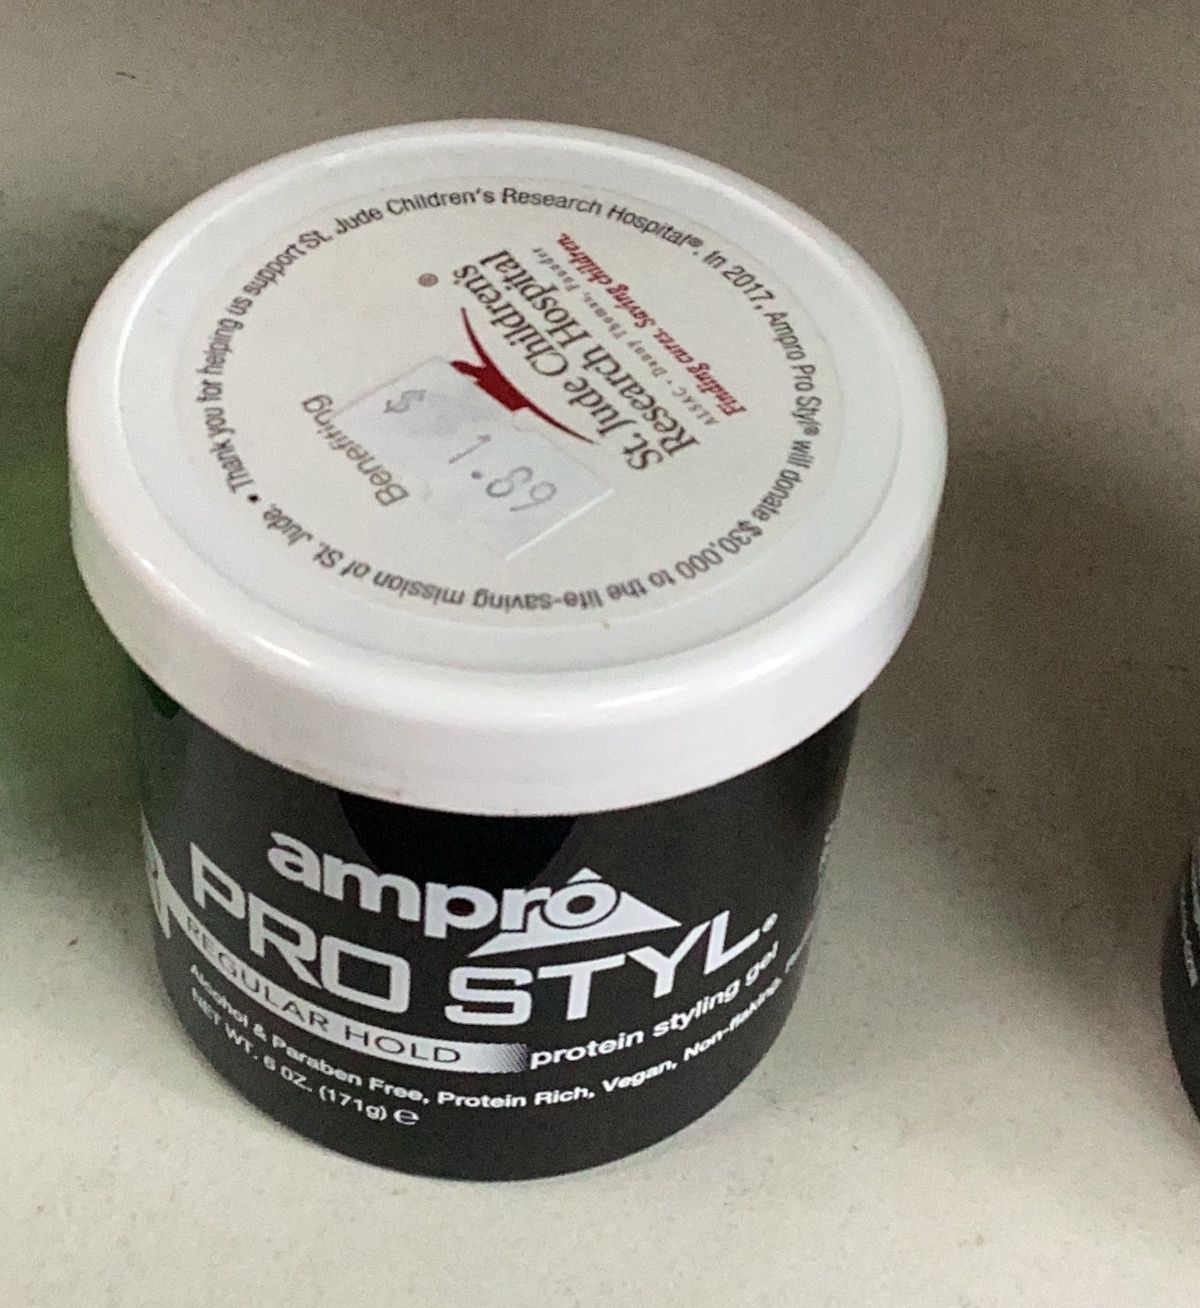 Thank you for helping us support St. Jude Children's Research Hospital®. In 2017, Ampro Pro Styl® will donate $30,000 to the life-saving mission of St. Jude. •
Benefiting
$ 1.89
®
St. Jude Children's
Research Hospital
ALSAC • Danny Thomas, Founder
Finding cures. Saving children.
amprô
PRO STYL®
REGULAR HOLD
protein styling gel
Alcohol & Paraben Free, Protein Rich, Vegan, Non-flaking,
NET WT. 6 OZ. (171g) e